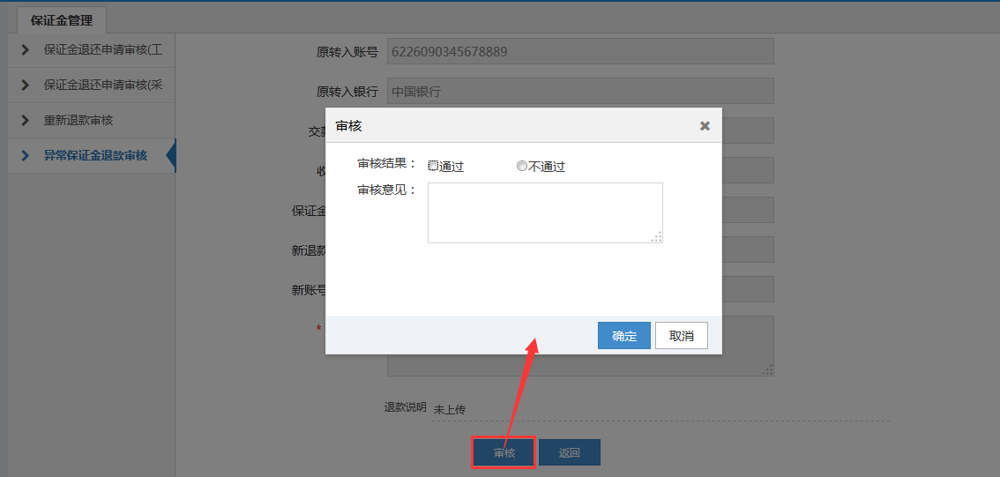 保证金管理
保证金退还申请审核(工
保证金退还申请审核(采
重新退款审核
异常保证金退款审核
原转入账号 6226090345678889
原转入银行 中国银行
交款
收
保证金
新退款
新账号
*
审核
审核结果： 通过 不通过
审核意见：
确定 取消
退款说明 未上传
审核 返回